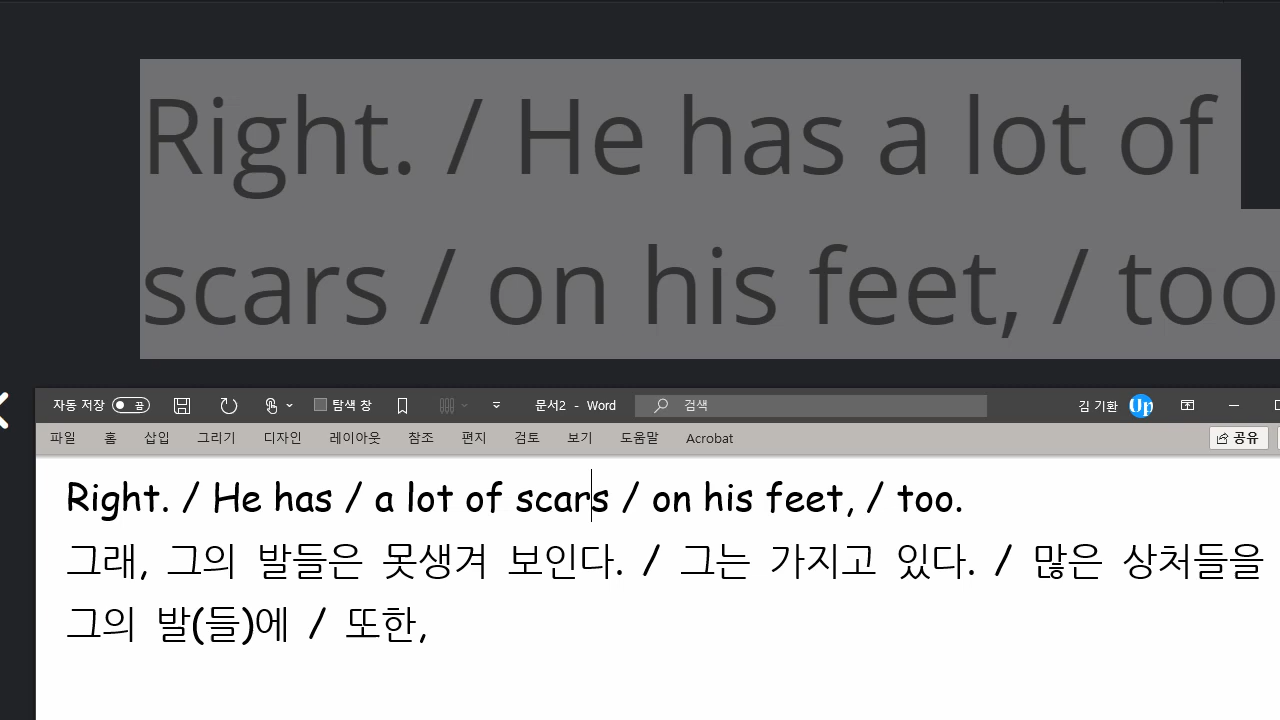 Right. / He has a lot of
scars / on his feet, / too
자동 저장 끔 탐색 창 문서2 - Word 검색 김 기환 Up
파일 홈 삽입 그리기 디자인 레이아웃 참조 편지 검토 보기 도움말 Acrobat 공유
Right. / He has / a lot of scars / on his feet, / too.
그래, 그의 발들은 못생겨 보인다. / 그는 가지고 있다. / 많은 상처들을
그의 발(들)에 / 또한,